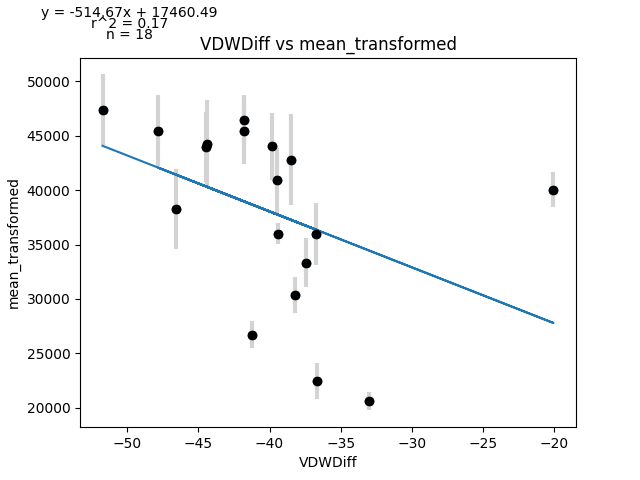 y = -514.67x + 17460.49
r^2 = 0.17
n = 18
VDWDiff vs mean_transformed
50000
45000
40000
35000
30000
25000
20000
mean_transformed
−50
−45
−40
−35
−30
−25
−20
VDWDiff